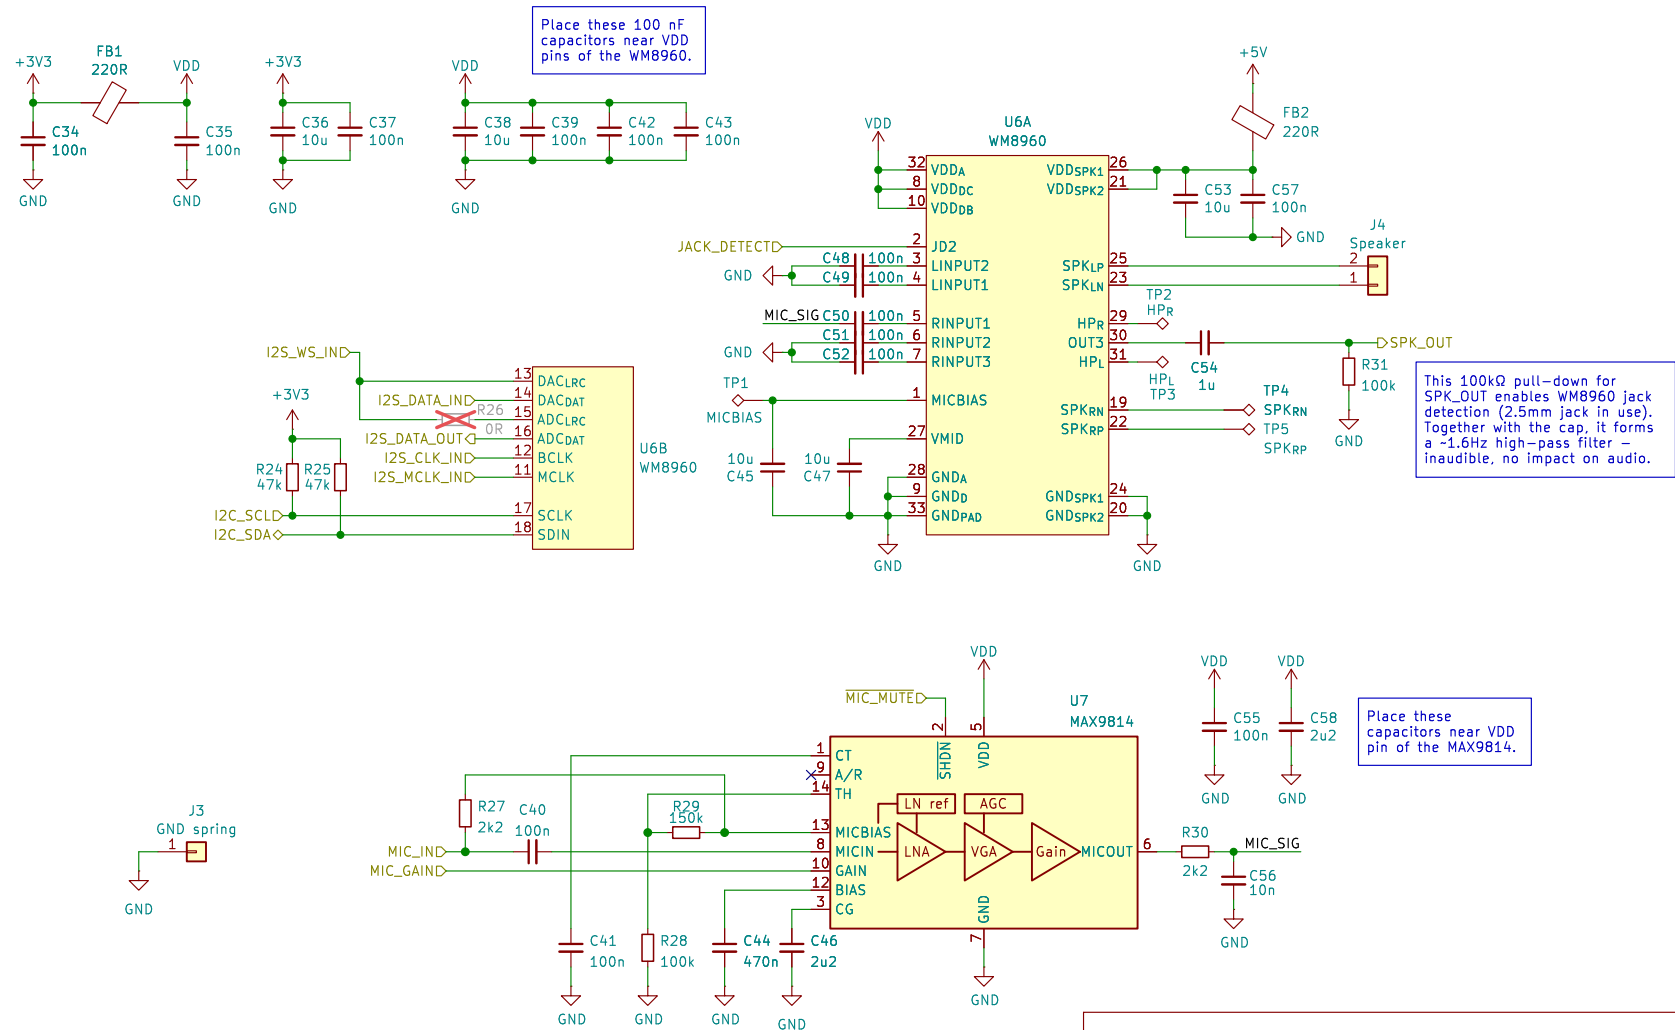 Place these 100 nF
capacitors near VDD
pins of the WM8960.
+3V3
FB1
220R
VDD
C34
100n
C35
100n
GND
GND
+3V3
C36
10u
C37
100n
GND
VDD
C38
10u
C39
100n
C42
100n
C43
100n
GND
U6A
WM8960
VDD
32
VDDA
8
VDDDC
10
VDDDB
JACK_DETECT
2
JD2
C48
100n
3
LINPUT2
GND
C49
100n
4
LINPUT1
MIC_SIG
C50
100n
5
RINPUT1
C51
100n
6
RINPUT2
GND
C52
100n
7
RINPUT3
TP1
MICBIAS
1
MICBIAS
27
VMID
10u
C45
10u
C47
28
GNDA
9
GNDD
33
GNDPAD
GND
+5V
FB2
220R
26
VDDSPK1
21
VDDSPK2
C53
10u
C57
100n
GND
J4
Speaker
25
SPKLP
2
23
SPKLN
1
TP2
HPR
29
HPR
30
OUT3
31
HPL
HPL
TP3
C54
1u
SPK_OUT
R31
100k
GND
19
SPKRN
22
SPKRP
TP4
SPKRN
TP5
SPKRP
24
GNDSPK1
20
GNDSPK2
GND
This 100kΩ pull-down for
SPK_OUT enables WM8960 jack
detection (2.5mm jack in use).
Together with the cap, it forms
a ~1.6Hz high-pass filter –
inaudible, no impact on audio.
I2S_WS_IN
13
DACLRC
I2S_DATA_IN
14
DACDAT
R26
0R
15
ADCLRC
I2S_DATA_OUT
16
ADCDAT
I2S_CLK_IN
12
BCLK
I2S_MCLK_IN
11
MCLK
+3V3
R24
47k
R25
47k
I2C_SCL
17
SCLK
I2C_SDA
18
SDIN
U6B
WM8960
J3
GND spring
1
GND
MIC_MUTE
VDD
U7
MAX9814
2
SHDN
5
VDD
1
CT
9
A/R
14
TH
13
MICBIAS
8
MICIN
10
GAIN
12
BIAS
3
CG
LN ref
AGC
LNA
VGA
Gain
MICOUT
6
GND
7
GND
R27
2k2
C40
100n
R29
150k
MIC_IN
MIC_GAIN
C41
100n
GND
R28
100k
GND
C44
470n
GND
C46
2u2
GND
R30
2k2
MIC_SIG
C56
10n
GND
VDD
C55
100n
GND
VDD
C58
2u2
GND
Place these
capacitors near VDD
pin of the MAX9814.